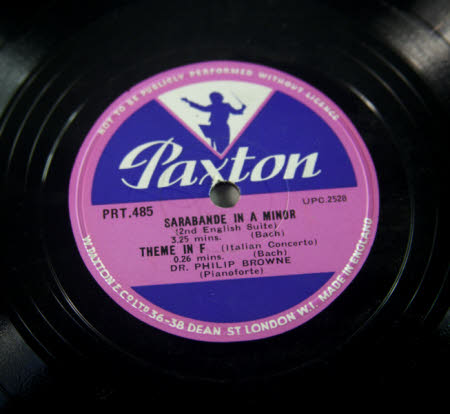 NOT TO BE PUBLICLY PERFORMED WITHOUT LICENCE
Paxton
PRT.485
UPC.2528
SARABANDE IN A MINOR
(2nd English Suite)
3.25 mins. (Bach)
THEME IN F... (Italian Concerto)
0.26 mins. (Bach)
DR. PHILIP BROWNE
(Pianoforte)
W. PAXTON & CO. LTD. 36-38 DEAN ST LONDON W.1. MADE IN ENGLAND